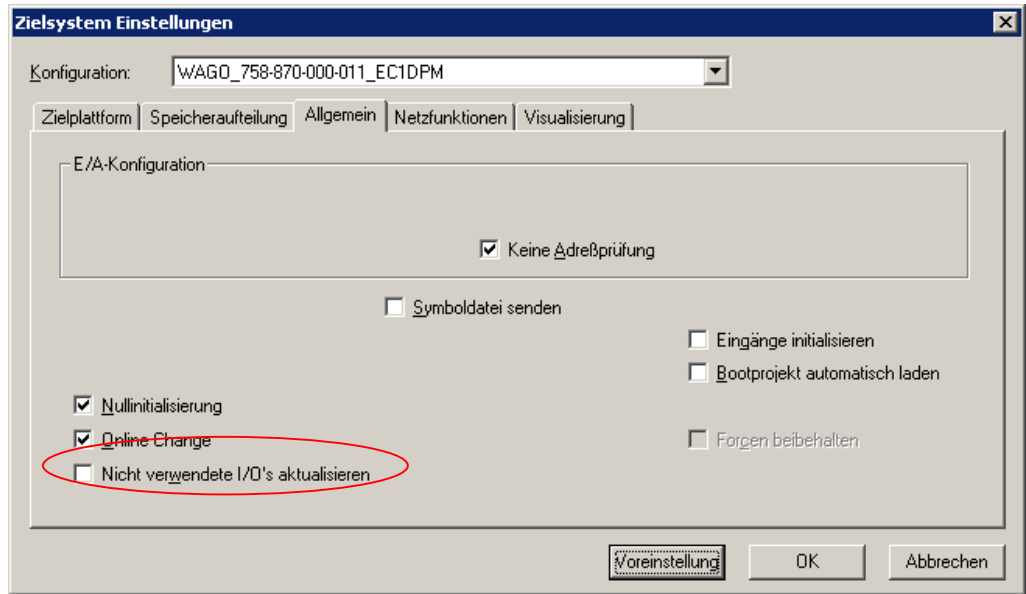 Zielsystem Einstellungen
Konfiguration: WAGO_758-870-000-011_EC1DPM
Zielplattform Speicheraufteilung Allgemein Netzfunktionen Visualisierung
E/A-Konfiguration
Keine Adreßprüfung
Symboldatei senden
Eingänge initialisieren
Bootprojekt automatisch laden
Nullinitialisierung
Online Change Forcen beibehalten
Nicht verwendete I/O's aktualisieren
Voreinstellung OK Abbrechen